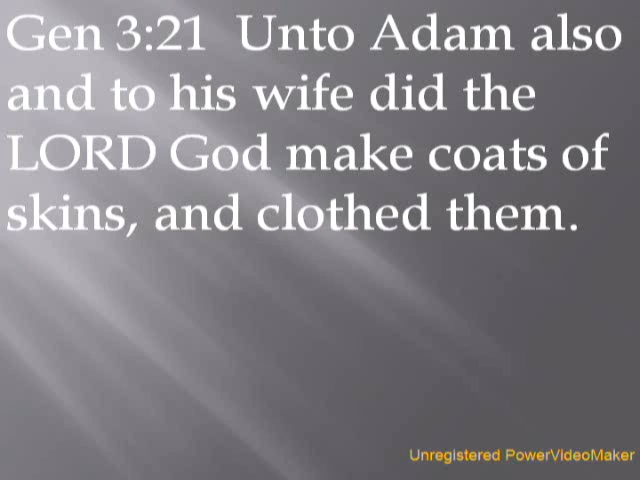 Gen 3:21  Unto Adam also
and to his wife did the
LORD God make coats of
skins, and clothed them.
Unregistered PowerVideoMaker